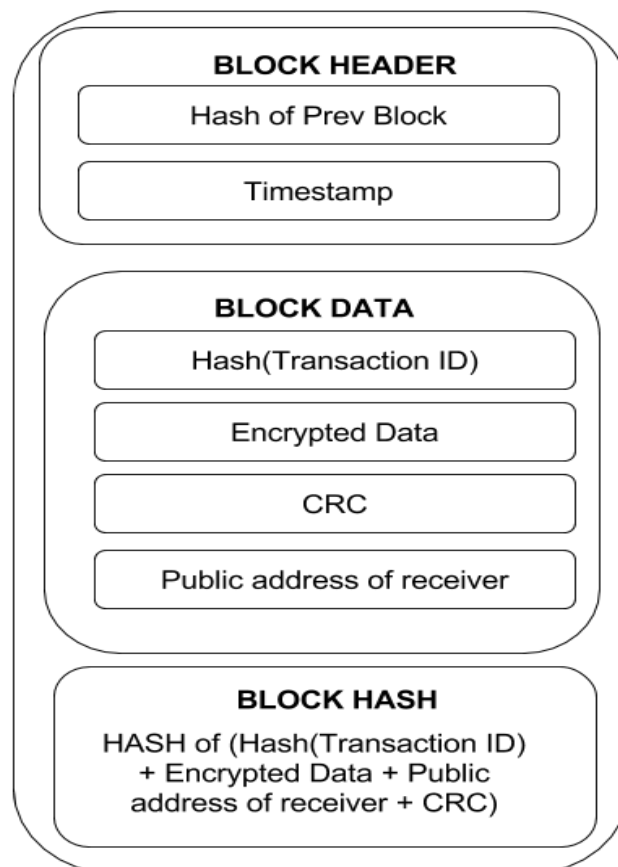 BLOCK HEADER
Hash of Prev Block
Timestamp
BLOCK DATA
Hash(Transaction ID)
Encrypted Data
CRC
Public address of receiver
BLOCK HASH
HASH of (Hash(Transaction ID)
+ Encrypted Data + Public
address of receiver + CRC)